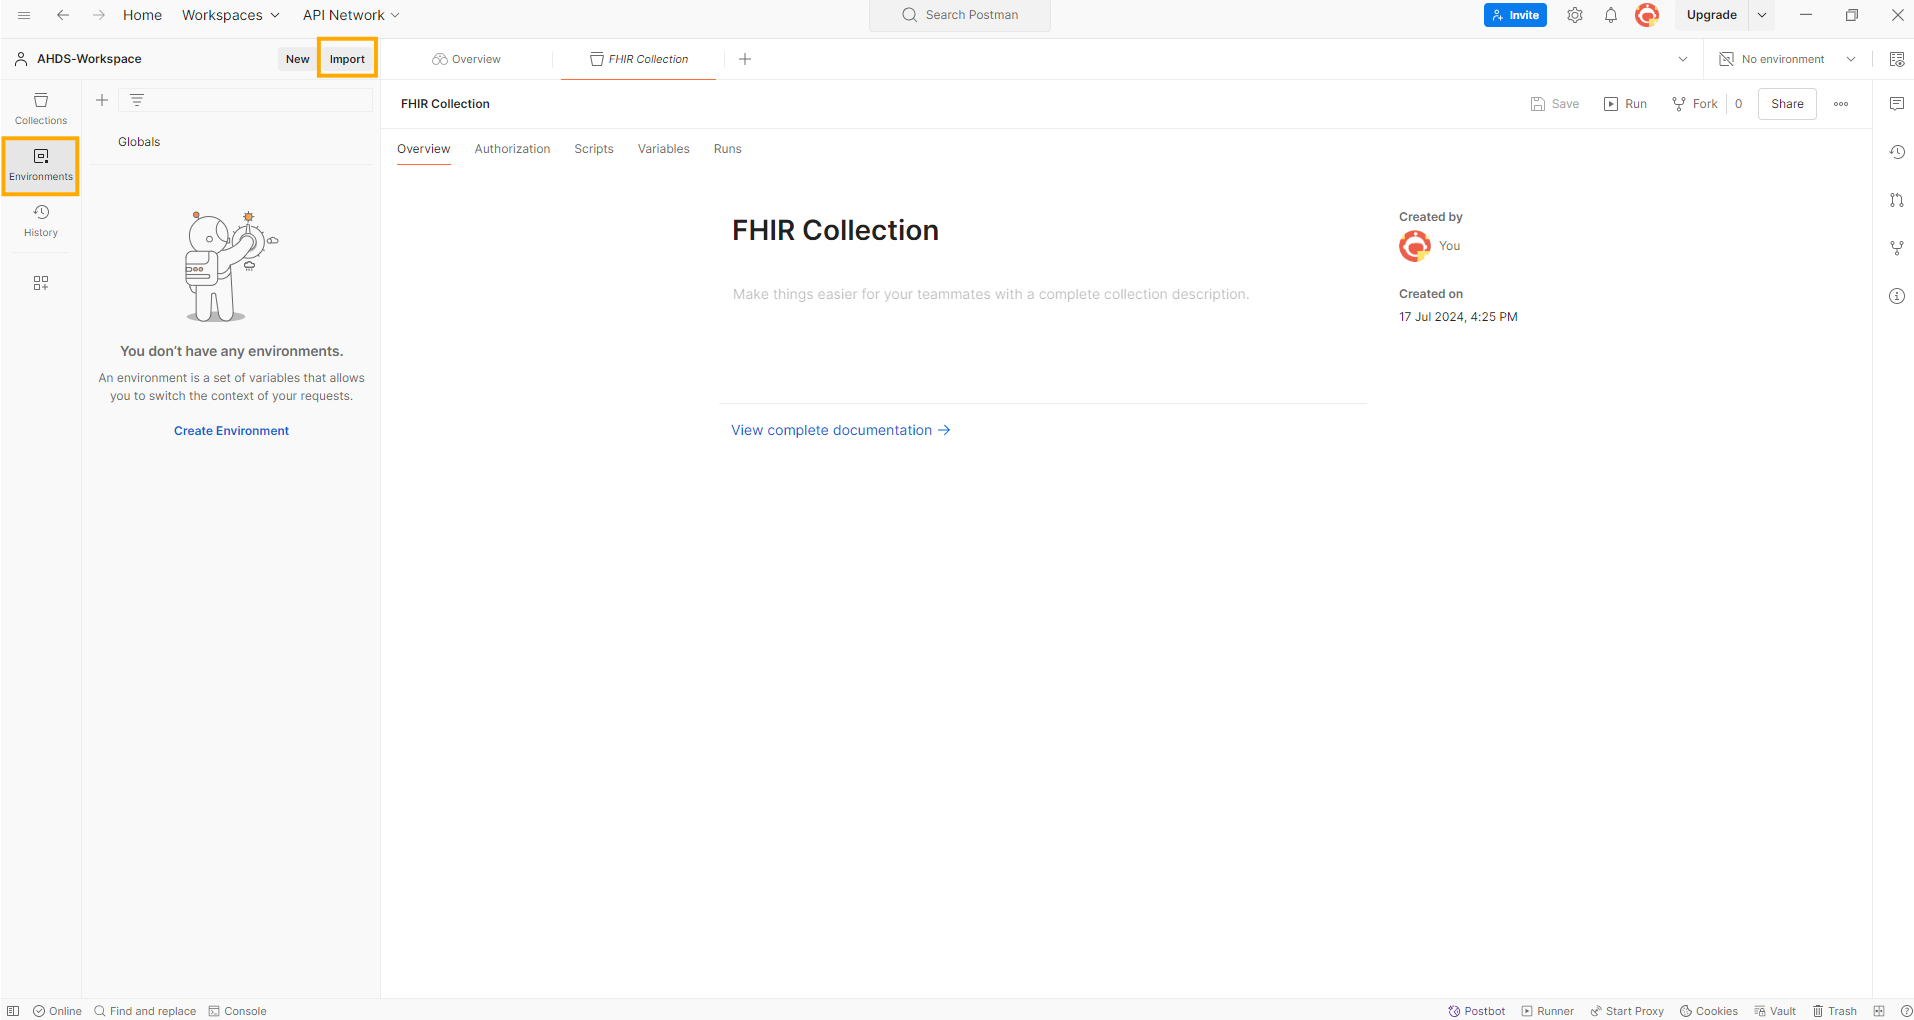 Home Workspaces API Network Search Postman Invite Upgrade
AHDS-Workspace New Import Overview FHIR Collection No environment
Collections
Environments
History
Globals
You don't have any environments.
An environment is a set of variables that allows
you to switch the context of your requests.
Create Environment
FHIR Collection Save Run Fork 0 Share
Overview Authorization Scripts Variables Runs
FHIR Collection
Make things easier for your teammates with a complete collection description.
View complete documentation →
Created by
You
Created on
17 Jul 2024, 4:25 PM
Online Find and replace Console Postbot Runner Start Proxy Cookies Vault Trash